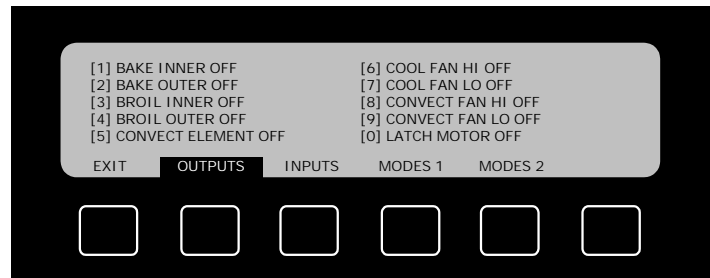 [1] BAKE INNER OFF
[2] BAKE OUTER OFF
[3] BROIL INNER OFF
[4] BROIL OUTER OFF
[5] CONVECT ELEMENT OFF
[6] COOL FAN HI OFF
[7] COOL FAN LO OFF
[8] CONVECT FAN HI OFF
[9] CONVECT FAN LO OFF
[0] LATCH MOTOR OFF
EXIT OUTPUTS INPUTS MODES 1 MODES 2